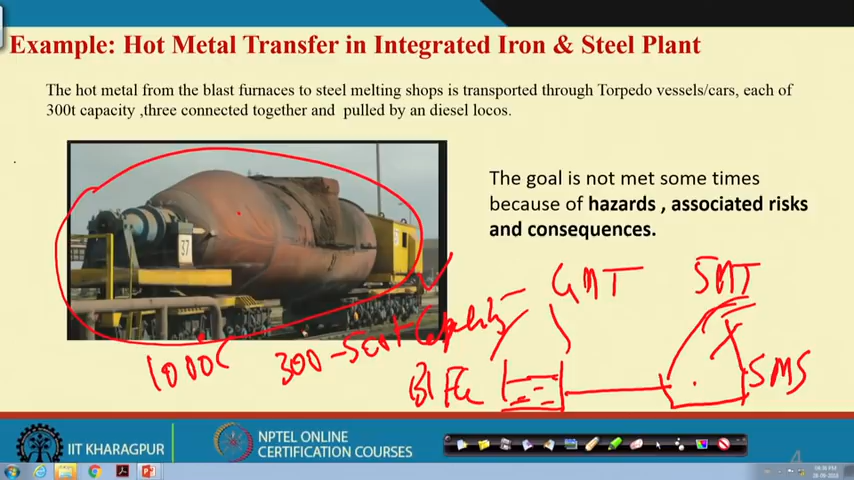 Example: Hot Metal Transfer in Integrated Iron & Steel Plant
The hot metal from the blast furnaces to steel melting shops is transported through Torpedo vessels/cars, each of
300t capacity ,three connected together and pulled by an diesel locos.
The goal is not met some times
because of hazards , associated risks
and consequences.
37
GMT SMT
1000C 300-500t Capacity
SMS
IIT KHARAGPUR
NPTEL ONLINE
CERTIFICATION COURSES
4